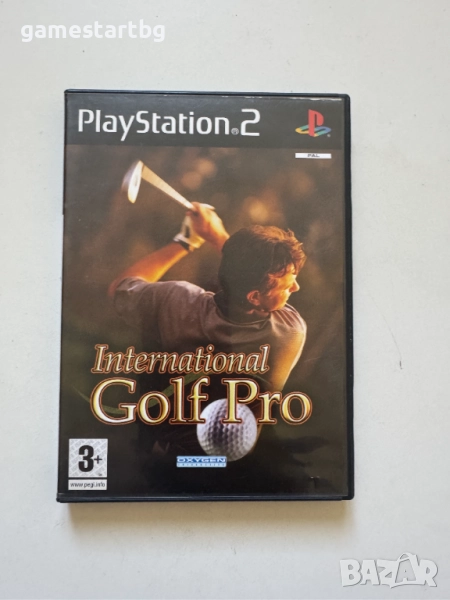 gamestartbg
PlayStation®2
PAL
International
Golf Pro
3+
www.pegi.info
OXYGEN
BAZAR